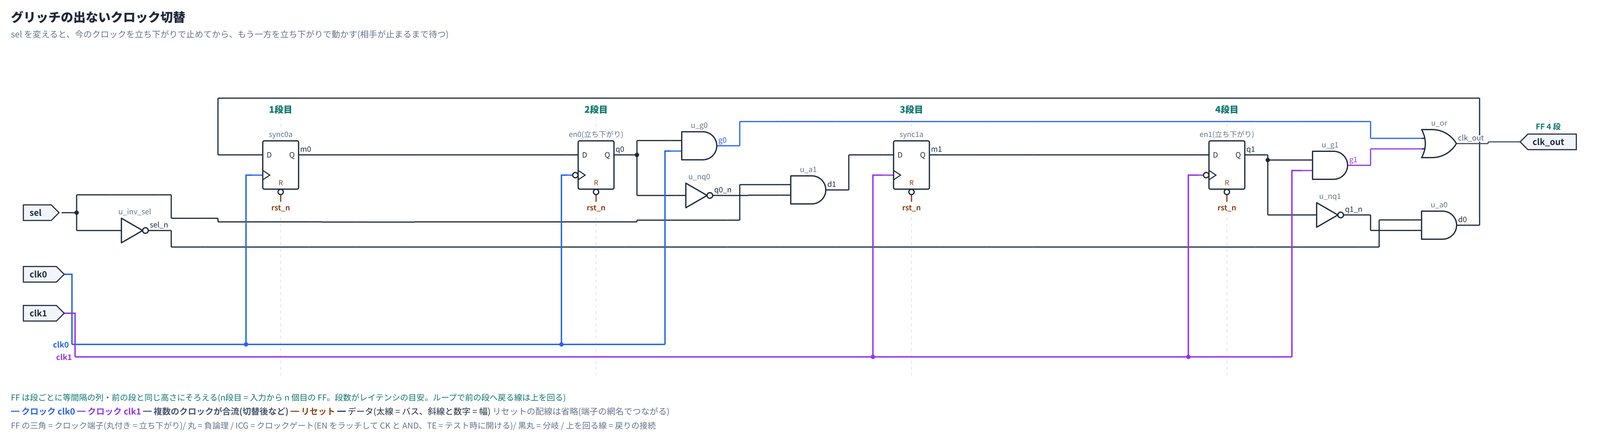 グリッチの出ないクロック切替
sel を変えると、今のクロックを立ち下がりで止めてから、もう一方を立ち下がりで動かす(相手が止まるまで待つ)
1段目
2段目
3段目
4段目
sync0a
en0(立ち下がり)
u_g0
sync1a
en1(立ち下がり)
u_or
FF 4 段
D Q m0
D Q q0
g0
D Q m1
D Q q1
u_g1
g1
clk_out
clk_out
R
R
R
R
rst_n
rst_n
rst_n
rst_n
u_nq0
q0_n
u_a1
d1
u_nq1
q1_n
u_a0
d0
sel
u_inv_sel
sel_n
clk0
clk1
clk0
clk1
FF は段ごとに等間隔の列・前の段と同じ高さにそろえる(n段目 = 入力から n 個目の FF。段数がレイテンシの目安。ループで前の段へ戻る線は上を回る)
━ クロック clk0 ━ クロック clk1 ━ 複数のクロックが合流(切替後など) ━ リセット ━ データ(太線 = バス、斜線と数字 = 幅) リセットの配線は省略(端子の網名でつながる)
FF の三角 = クロック端子(丸付き = 立ち下がり)/ 丸 = 負論理 / ICG = クロックゲート(EN をラッチして CK と AND、TE = テスト時に開ける)/ 黒丸 = 分岐 / 上を回る線 = 戻りの接続